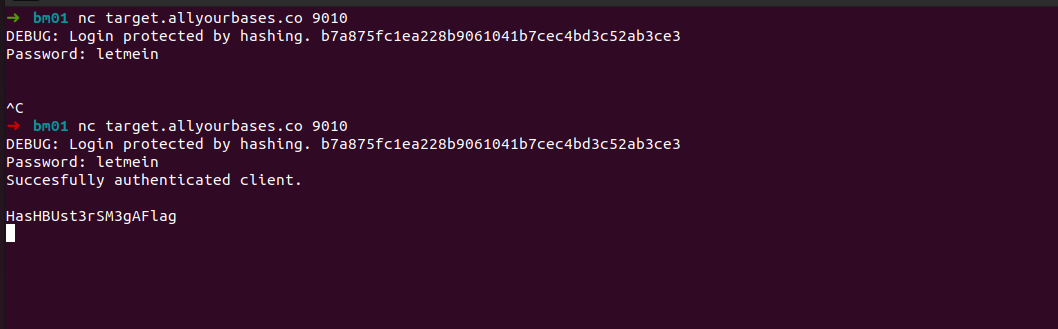 ➜ bm01 nc target.allyourbases.co 9010
DEBUG: Login protected by hashing. b7a875fc1ea228b9061041b7cec4bd3c52ab3ce3
Password: letmein
^C
➜ bm01 nc target.allyourbases.co 9010
DEBUG: Login protected by hashing. b7a875fc1ea228b9061041b7cec4bd3c52ab3ce3
Password: letmein
Succesfully authenticated client.
HasHBUst3rSM3gAFlag